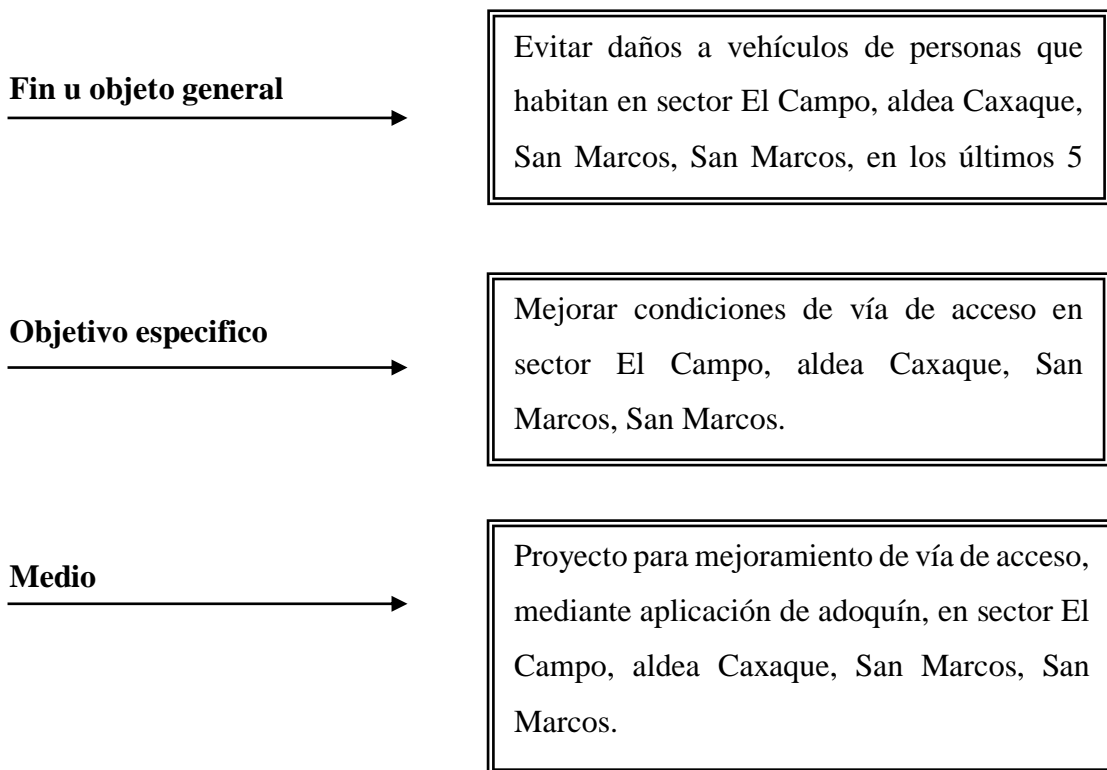 Fin u objeto general
Evitar daños a vehículos de personas que
habitan en sector El Campo, aldea Caxaque,
San Marcos, San Marcos, en los últimos 5
Objetivo especifico
Mejorar condiciones de vía de acceso en
sector El Campo, aldea Caxaque, San
Marcos, San Marcos.
Medio
Proyecto para mejoramiento de vía de acceso,
mediante aplicación de adoquín, en sector El
Campo, aldea Caxaque, San Marcos, San
Marcos.